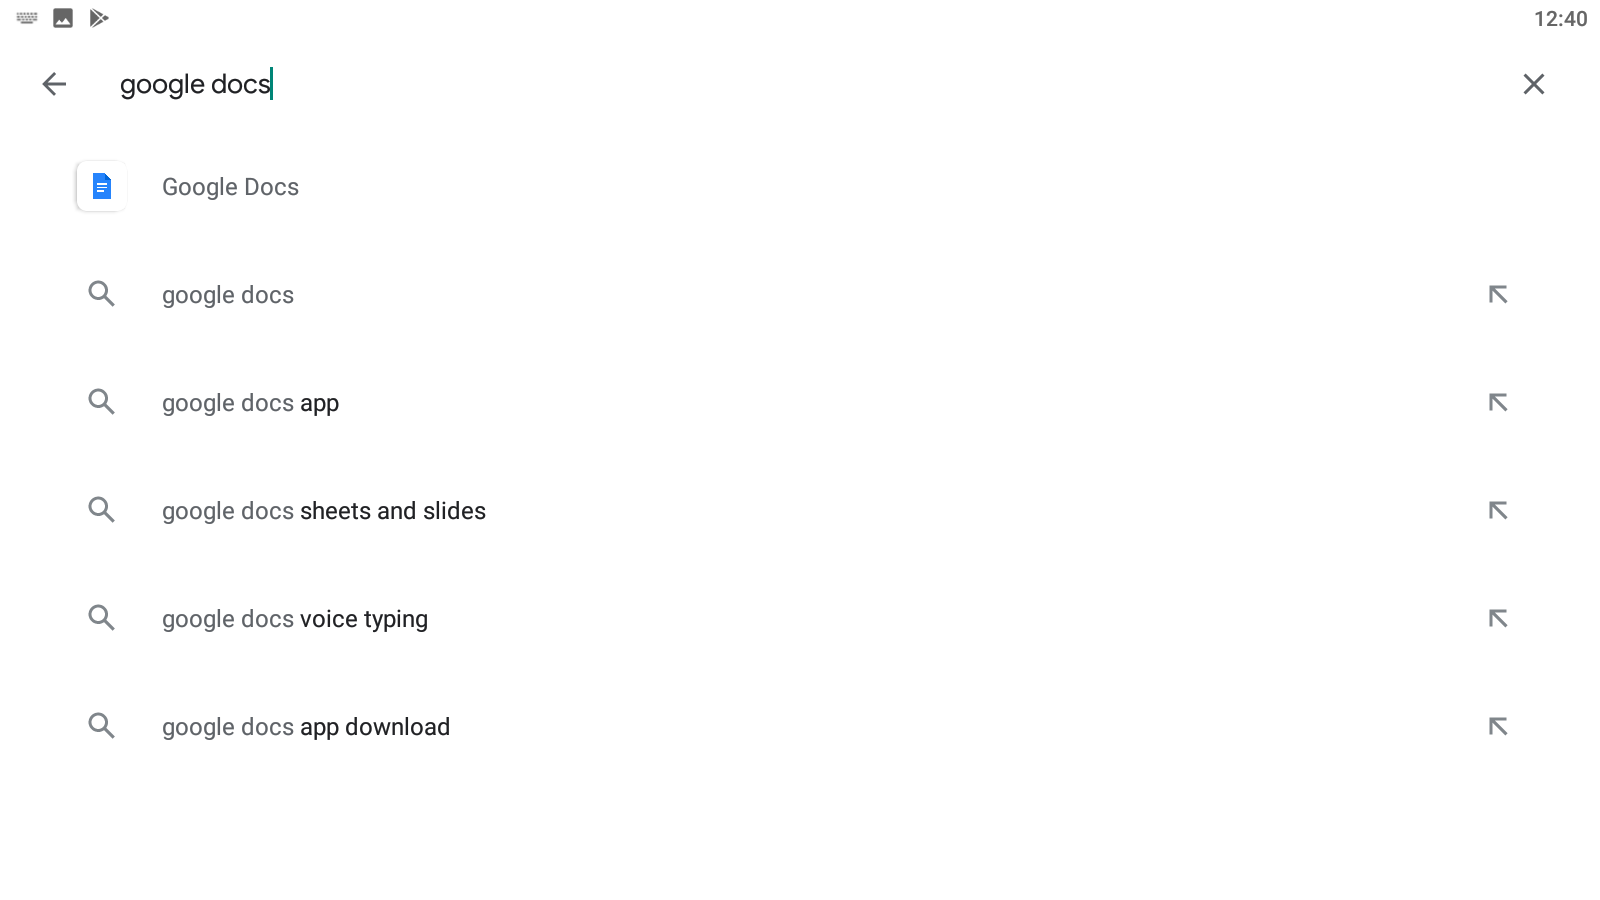 12:40
google docs
Google Docs
google docs
google docs app
google docs sheets and slides
google docs voice typing
google docs app download